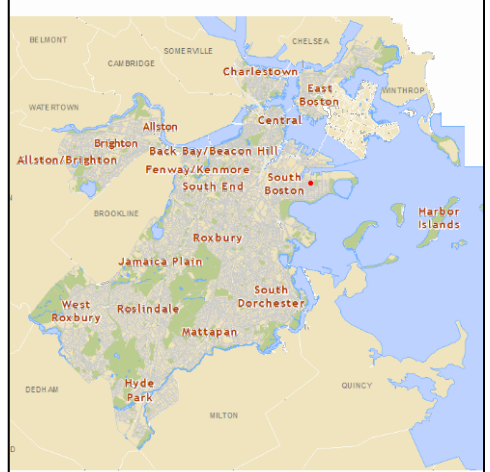 BELMONT
CHELSEA
SOMERVILLE
CAMBRIDGE
Charlestown
East
Boston
WINTHROP
WATERTOWN
Central
Allston
Brighton
Allston/Brighton
Back Bay/Beacon Hill
Fenway/Kenmore
South End
South
Boston
BROOKLINE
Harbor
Islands
Roxbury
Jamaica Plain
South
Dorchester
West
Roxbury
Roslindale
Mattapan
Hyde
Park
DEDHAM
QUINCY
MILTON
D